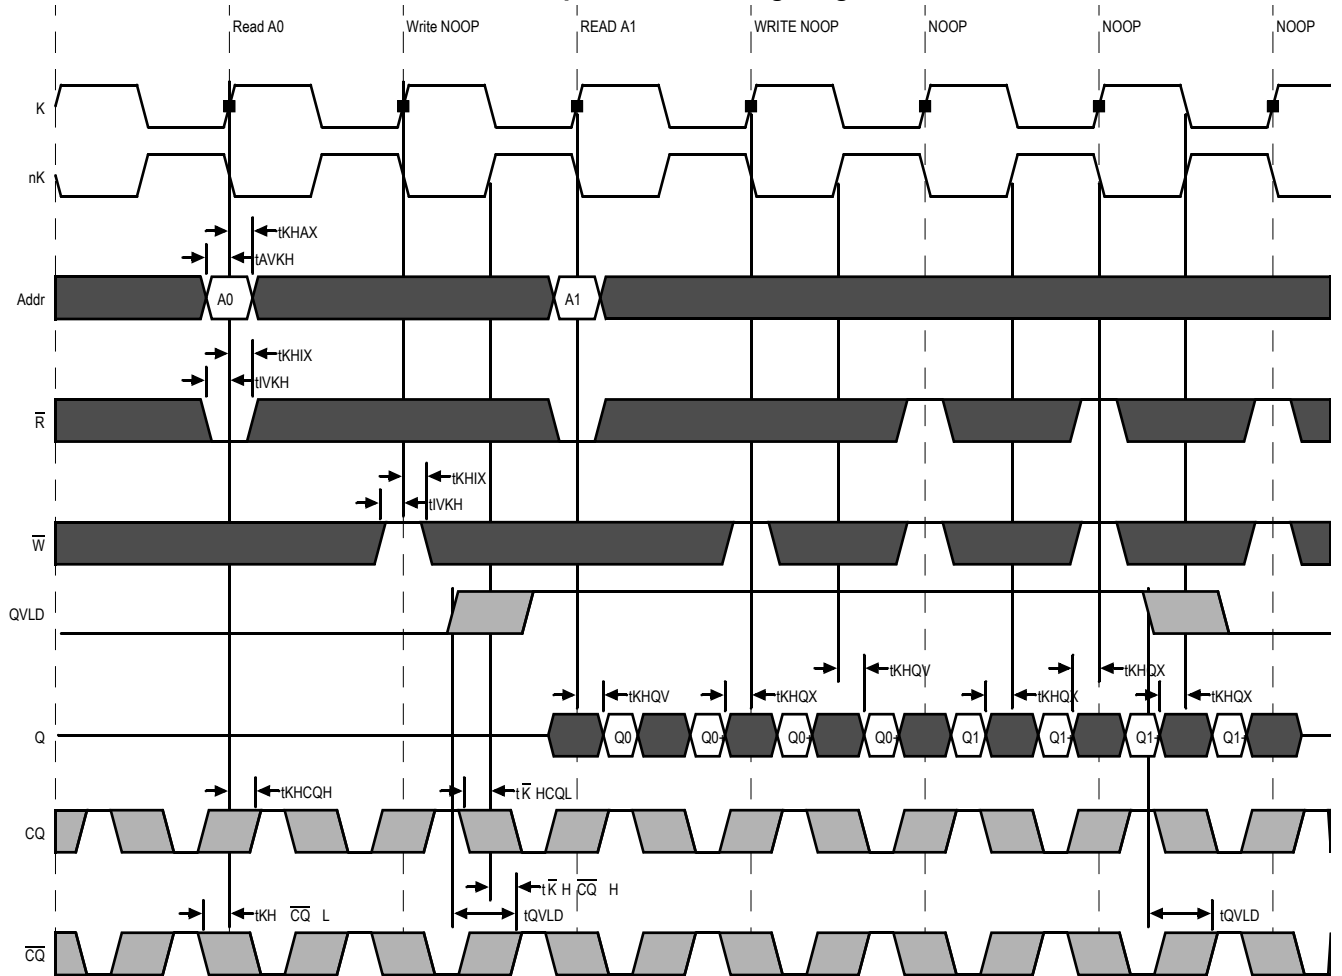 Read A0 Write NOOP READ A1 WRITE NOOP NOOP NOOP NOOP
K
nK
tKHAX
tAVKH
Addr A0 A1
tKHIX
tIVKH
R
tKHIX
tIVKH
W
QVLD
tKHQV tKHQX tKHQV tKHQX tKHQX tKHQX
Q Q0 Q0+ Q0+ Q0+ Q1 Q1+ Q1+ Q1+
tKHCQH tK HCQL
CQ
tK H CQ H
tKH CQ L tQVLD tQVLD
CQ